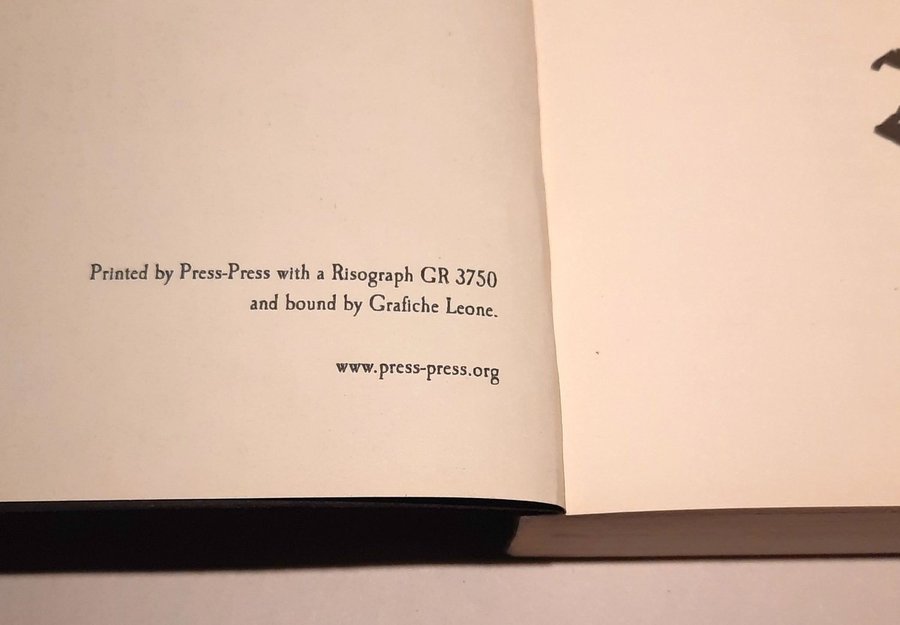 Printed by Press-Press with a Risograph GR 3750
and bound by Grafiche Leone.
www.press-press.org